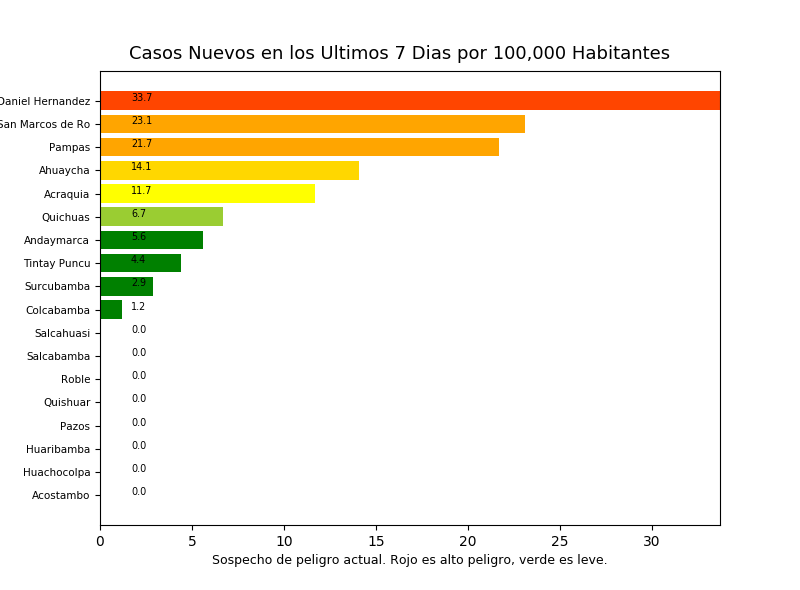 Casos Nuevos en los Ultimos 7 Dias por 100,000 Habitantes
Daniel Hernandez 33.7
San Marcos de Ro 23.1
Pampas 21.7
Ahuaycha 14.1
Acraquia 11.7
Quichuas 6.7
Andaymarca 5.6
Tintay Puncu 4.4
Surcubamba 2.9
Colcabamba 1.2
Salcahuasi 0.0
Salcabamba 0.0
Roble 0.0
Quishuar 0.0
Pazos 0.0
Huaribamba 0.0
Huachocolpa 0.0
Acostambo 0.0
0 5 10 15 20 25 30
Sospecho de peligro actual. Rojo es alto peligro, verde es leve.